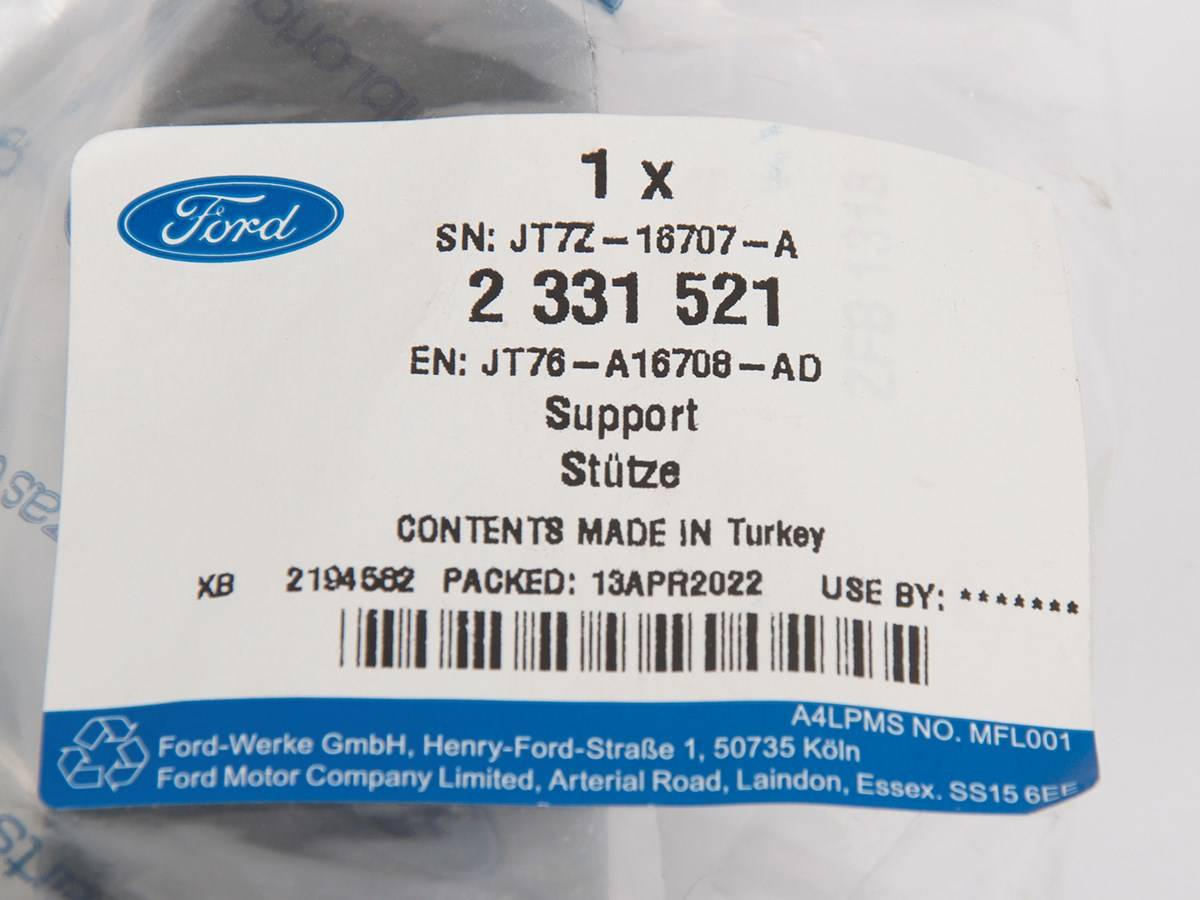 Ford
1 x
SN: JT7Z-16707-A
2 331 521
EN: JT76-A16708-AD
Support
Stütze
CONTENTS MADE IN Turkey
XB 2194582 PACKED: 13APR2022 USE BY: *******
A4LPMS NO. MFL001
Ford-Werke GmbH, Henry-Ford-Straße 1, 50735 Köln
Ford Motor Company Limited, Arterial Road, Laindon, Essex. SS15 6EE